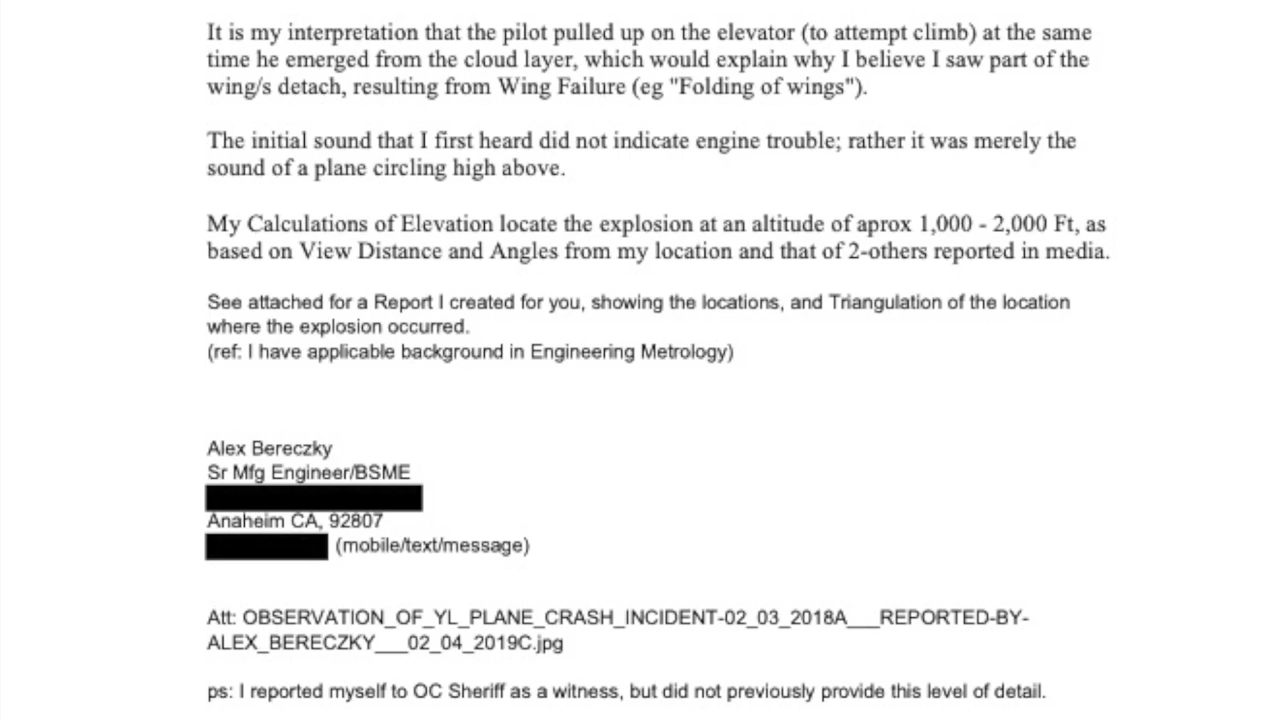 It is my interpretation that the pilot pulled up on the elevator (to attempt climb) at the same
time he emerged from the cloud layer, which would explain why I believe I saw part of the
wing/s detach, resulting from Wing Failure (eg "Folding of wings").
The initial sound that I first heard did not indicate engine trouble; rather it was merely the
sound of a plane circling high above.
My Calculations of Elevation locate the explosion at an altitude of aprox 1,000 - 2,000 Ft, as
based on View Distance and Angles from my location and that of 2-others reported in media.
See attached for a Report I created for you, showing the locations, and Triangulation of the location
where the explosion occurred.
(ref: I have applicable background in Engineering Metrology)
Alex Bereczky
Sr Mfg Engineer/BSME
Anaheim CA, 92807
(mobile/text/message)
Att: OBSERVATION_OF_YL_PLANE_CRASH_INCIDENT-02_03_2018A___REPORTED-BY-
ALEX_BERECZKY___02_04_2019C.jpg
ps: I reported myself to OC Sheriff as a witness, but did not previously provide this level of detail.